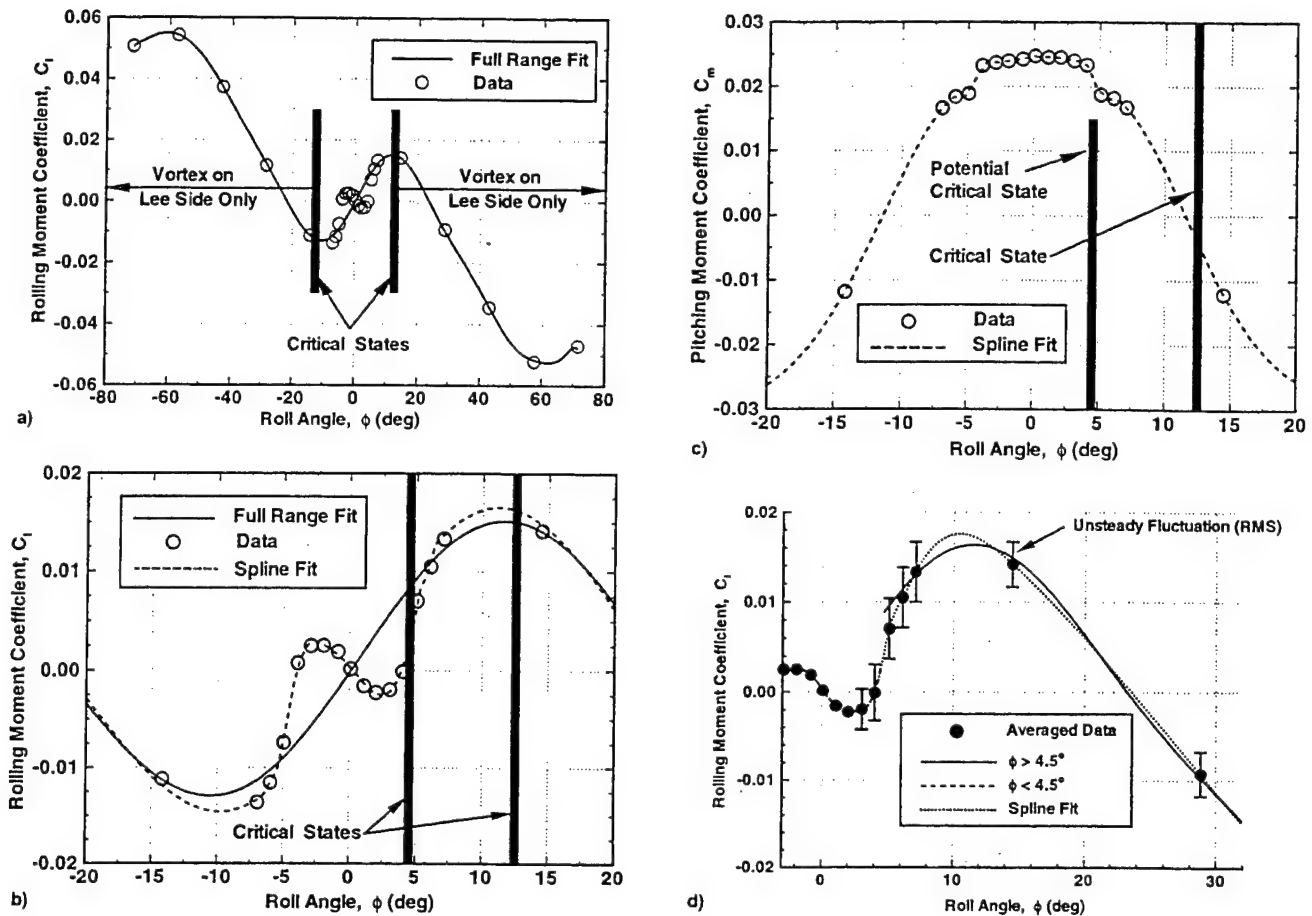 0.06
0.04
0.02
0.00
-0.02
-0.04
-0.06
Rolling Moment Coefficient, Cl
Full Range Fit
Data
Vortex on
Lee Side Only
Vortex on
Lee Side Only
Critical States
-80 -60 -40 -20 0 20 40 60 80
Roll Angle, ϕ (deg)
a)
0.03
0.02
0.01
0.00
-0.01
-0.02
-0.03
Pitching Moment Coefficient, Cm
Potential
Critical State
Critical State
Data
Spline Fit
-20 -15 -10 -5 0 5 10 15 20
Roll Angle, ϕ (deg)
c)
0.02
0.01
0.00
-0.01
-0.02
Rolling Moment Coefficient, Cl
Full Range Fit
Data
Spline Fit
Critical States
-20 -15 -10 -5 0 5 10 15 20
Roll Angle, ϕ (deg)
b)
0.02
0.01
0.00
-0.01
-0.02
Rolling Moment Coefficient, Cl
Unsteady Fluctuation (RMS)
Averaged Data
ϕ > 4.5°
ϕ < 4.5°
Spline Fit
0 10 20 30
Roll Angle, ϕ (deg)
d)